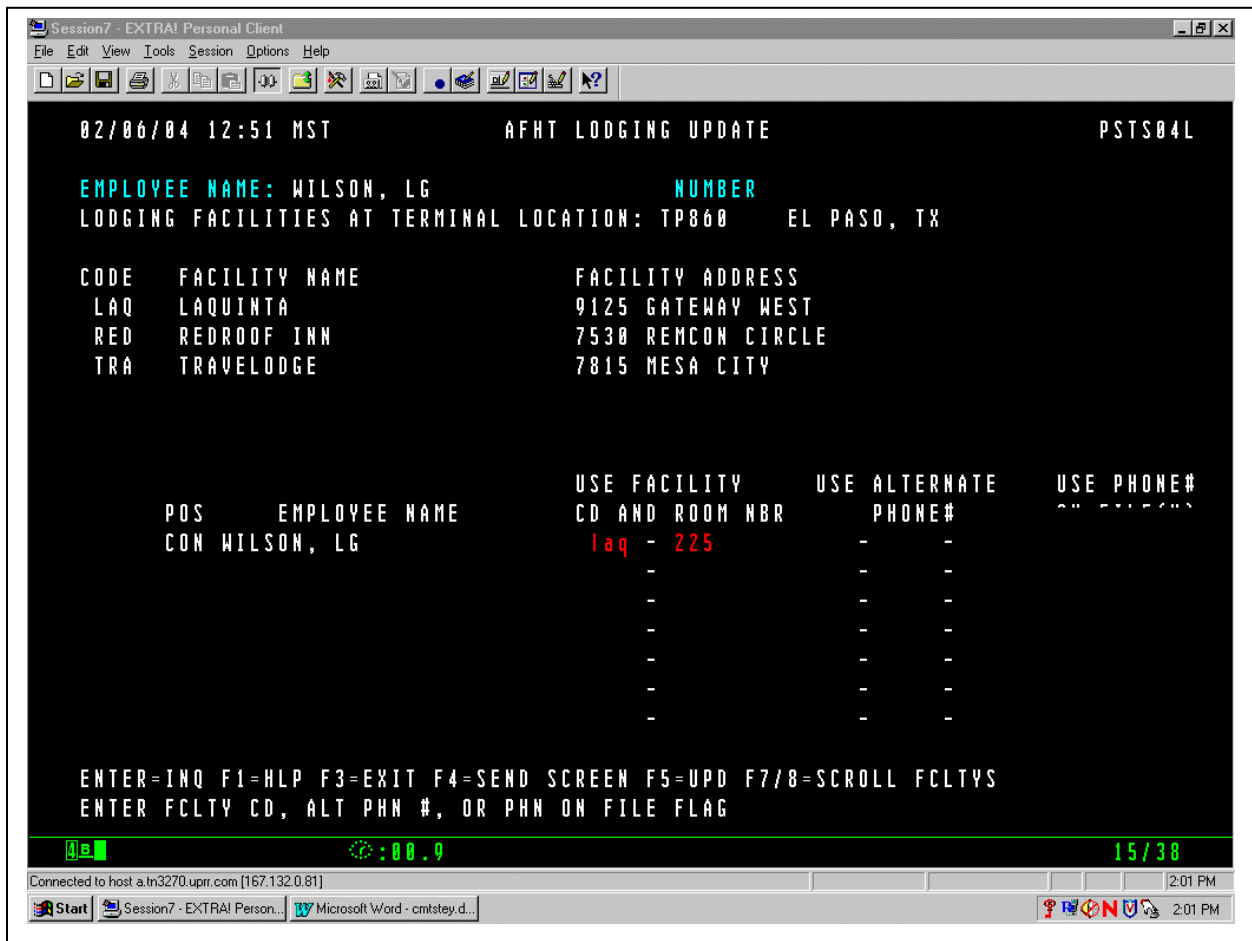 Session7 - EXTRA! Personal Client
File Edit View Tools Session Options Help
02/06/04 12:51 MST AFHT LODGING UPDATE PSTS04L
EMPLOYEE NAME: WILSON, LG NUMBER
LODGING FACILITIES AT TERMINAL LOCATION: TP860 EL PASO, TX
CODE FACILITY NAME FACILITY ADDRESS
LAQ LAQUINTA 9125 GATEWAY WEST
RED REDROOF INN 7530 REMCON CIRCLE
TRA TRAVELODGE 7815 MESA CITY
USE FACILITY USE ALTERNATE USE PHONE#
POS EMPLOYEE NAME CD AND ROOM NBR PHONE#
CON WILSON, LG laq - 225 - -
- - -
- - -
- - -
- - -
- - -
- - -
ENTER=INQ F1=HLP F3=EXIT F4=SEND SCREEN F5=UPD F7/8=SCROLL FCLTYS
ENTER FCLTY CD, ALT PHN #, OR PHN ON FILE FLAG
4 B :00.9 15/38
Connected to host a.tn3270.uprr.com [167.132.0.81] 2:01 PM
Start Session7 - EXTRA! Person... Microsoft Word - cmtstey.d... 2:01 PM